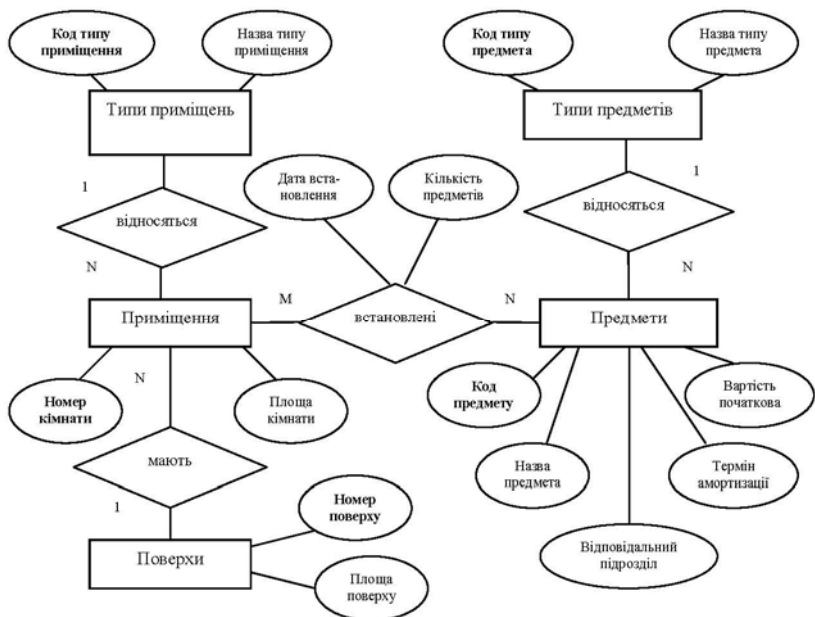 Код типу
приміщення
Назва типу
приміщення
Код типу
предмета
Назва типу
предмета
Типи приміщень
Типи предметів
1
Дата вста-
новлення
Кількість
предметів
1
відносяться
відносяться
N
N
Приміщення
M
встановлені
N
Предмети
N
Номер
кімнати
Площа
кімнати
Код
предмету
Вартість
початкова
мають
Назва
предмета
Термін
амортизації
1
Номер
поверху
Поверхи
Площа
поверху
Відповідальний
підрозділ